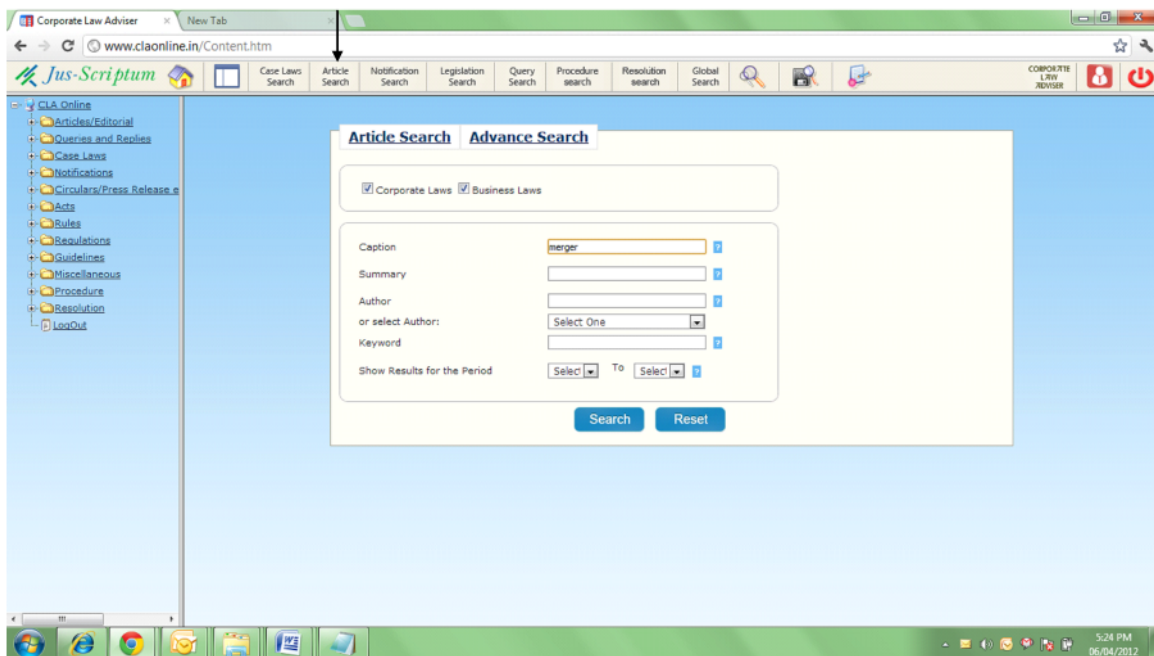 Corporate Law Adviser
New Tab
www.claonline.in/Content.htm
Jus-Scriptum
Case Laws Search
Article Search
Notification Search
Legislation Search
Query Search
Procedure search
Resolution search
Global Search
CORPORATE LAW ADVISER
CLA Online
Articles/Editorial
Queries and Replies
Case Laws
Notifications
Circulars/Press Release e
Acts
Rules
Regulations
Guidelines
Miscellaneous
Procedure
Resolution
LogOut
Article Search Advance Search
Corporate Laws Business Laws
Caption merger ?
Summary ?
Author ?
or select Author: Select One
Keyword ?
Show Results for the Period Select To Select ?
Search Reset
5:24 PM
06/04/2012